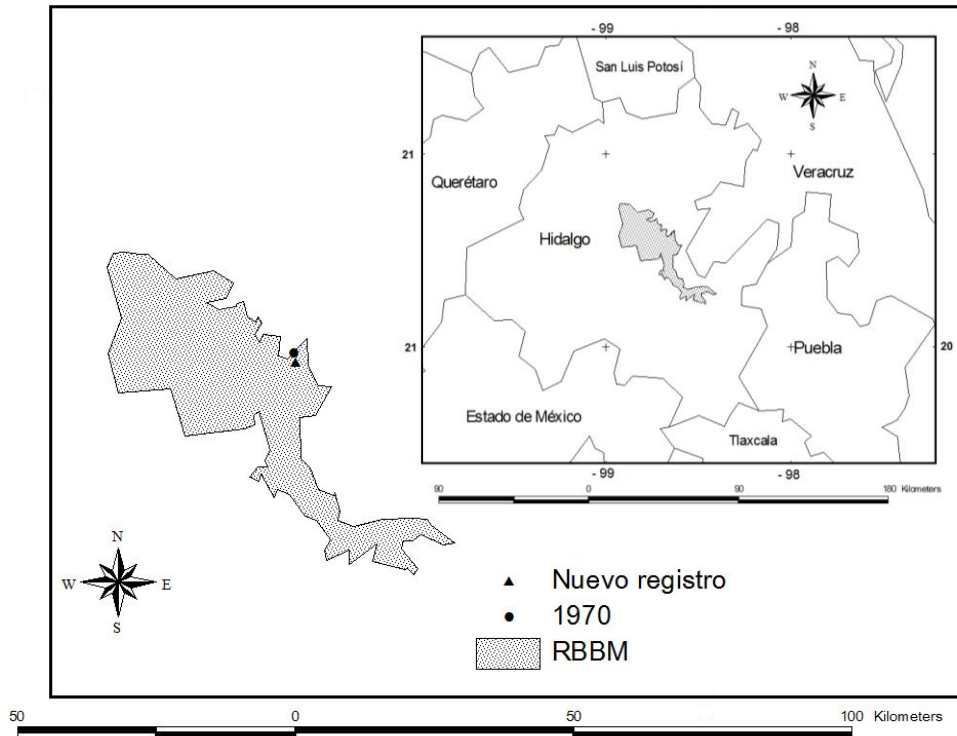 - 99
- 98
San Luis Potosí
N
W E
S
21
Veracruz
Querétaro
Hidalgo
21
Puebla
20
Estado de México
Tlaxcala
- 99
- 98
90 0 90 180 Kilometers
N
W E
S
Nuevo registro
1970
RBBM
50 0 50 100 Kilometers